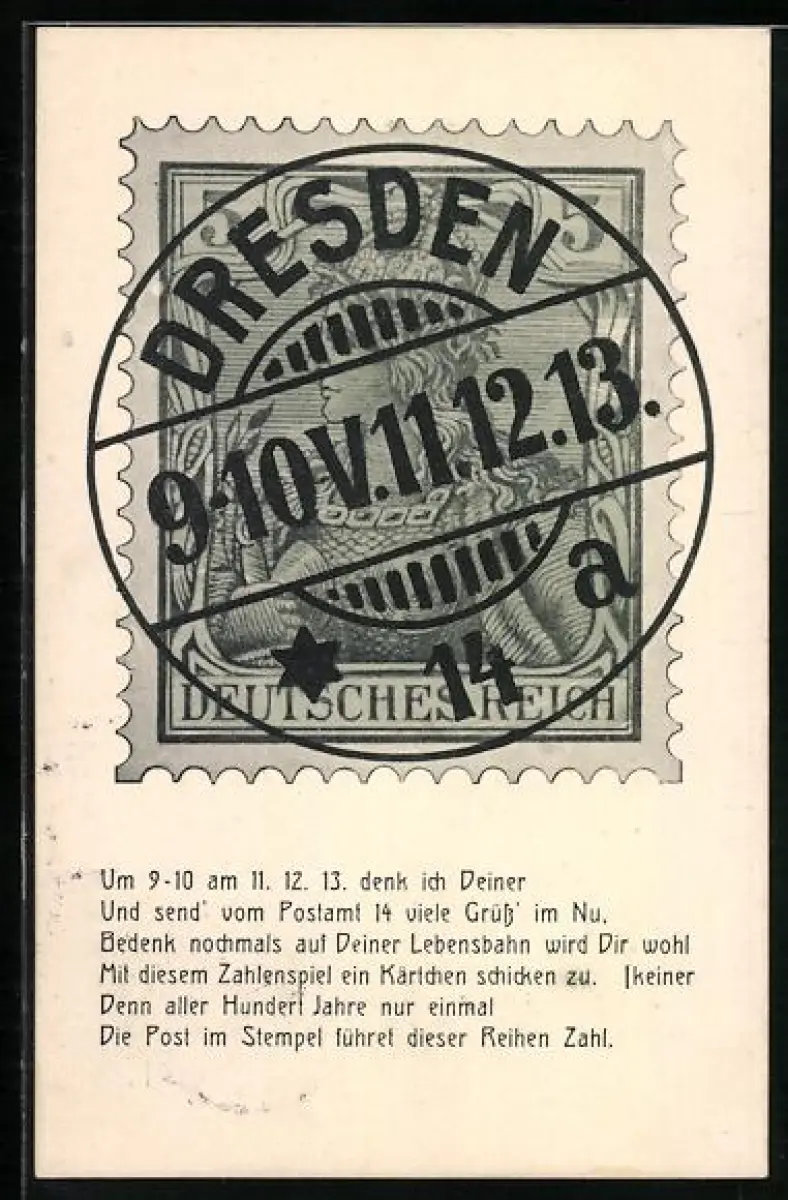 5 5
DRESDEN
9-10V.11.12.13.
a
★ 14
DEUTSCHES REICH
Um 9-10 am 11. 12. 13. denk ich Deiner
Und send' vom Postamt 14 viele Grüß' im Nu,
Bedenk nochmals auf Deiner Lebensbahn wird Dir wohl
Mit diesem Zahlenspiel ein Kärtchen schicken zu. [keiner
Denn aller Hundert Jahre nur einmal
Die Post im Stempel führet dieser Reihen Zahl.